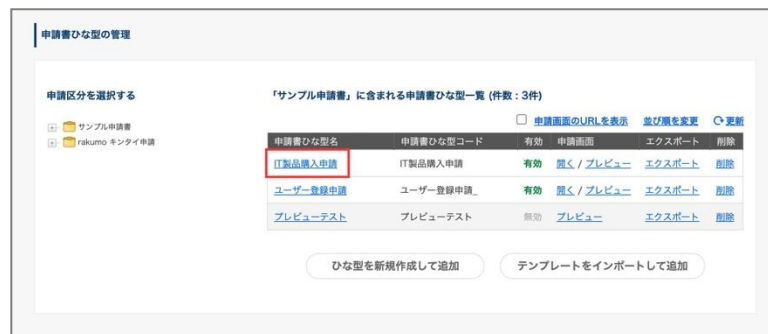 申請書ひな型の管理
申請区分を選択する
サンプル申請書
rakumo キンタイ申請
「サンプル申請書」に含まれる申請書ひな型一覧 (件数 : 3件)
申請画面のURLを表示 並び順を変更 更新
申請書ひな型名 申請書ひな型コード 有効 申請画面 エクスポート 削除
IT製品購入申請 IT製品購入申請 有効 開く / プレビュー エクスポート 削除
ユーザー登録申請 ユーザー登録申請_ 有効 開く / プレビュー エクスポート 削除
プレビューテスト プレビューテスト 無効 プレビュー エクスポート 削除
ひな型を新規作成して追加 テンプレートをインポートして追加